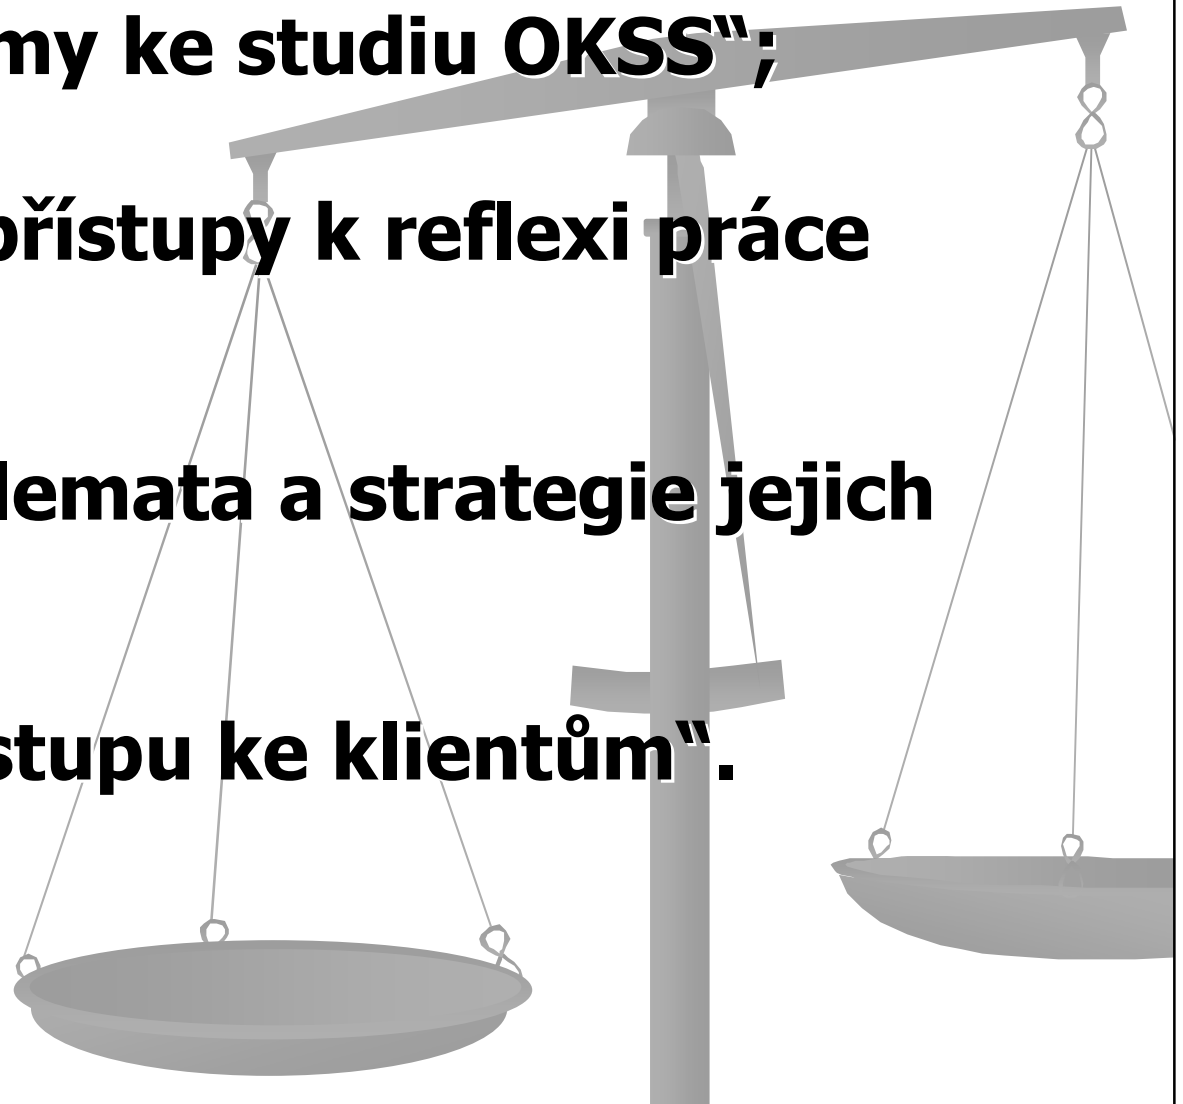 my ke studiu OKSS“;
přístupy k reflexi práce
lemata a strategie jejich
stupu ke klientům“.